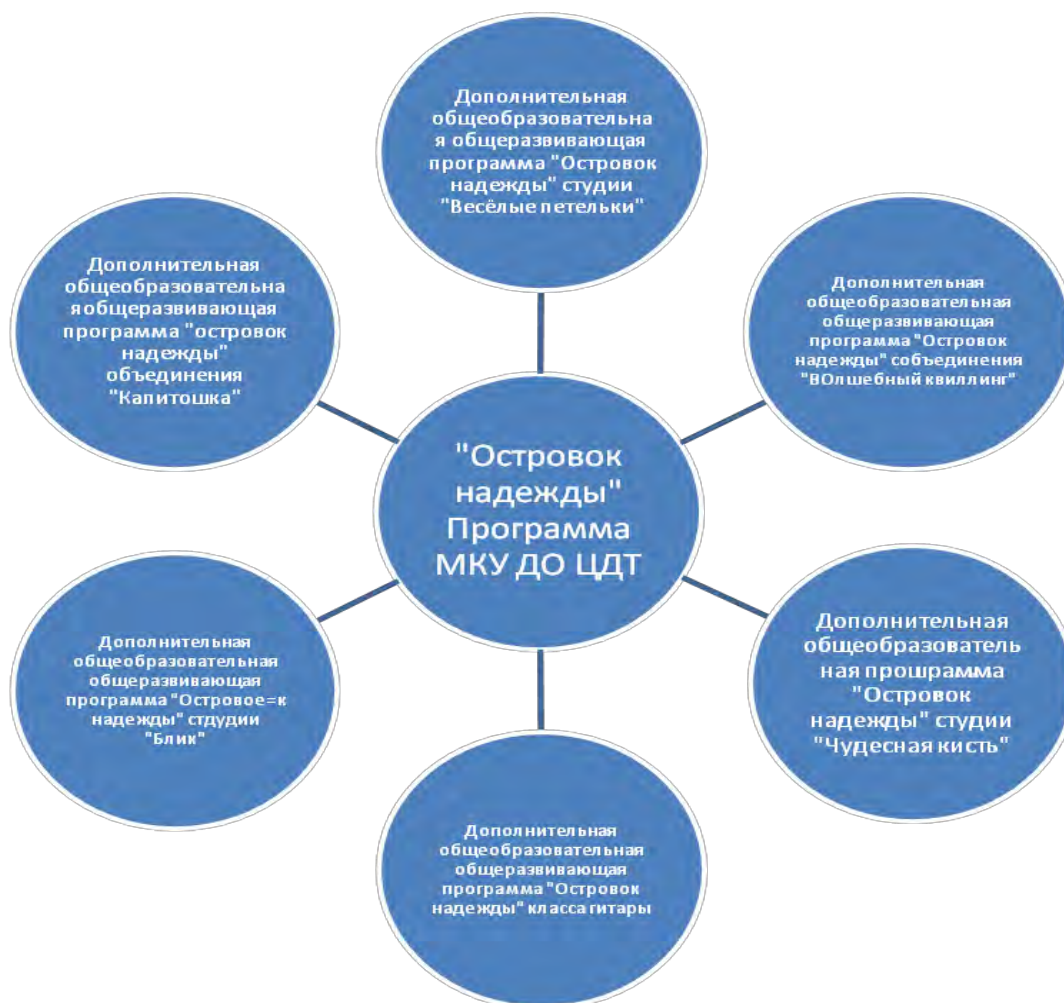 Дополнительная
общеобразовательна
я общеразвивающая
программа "Островок
надежды" студии
"Весёлые петельки"
Дополнительная
общеобразовательна
яобщеразвивающая
программа "островок
надежды"
объединения
"Капитошка"
Дополнительная
общеобразовательная
общеразвивающая
программа "Островок
надежды" собъединения
"ВОлшебный квиллинг"
"Островок
надежды"
Программа
МКУ ДО ЦДТ
Дополнительная
общеобразовательная
общеразвивающая
программа "Островое=к
надежды" стдудии
"Блик"
Дополнительная
общеобразователь
ная прошрамма
"Островок
надежды" студии
"Чудесная кисть"
Дополнительная
общеобразовательная
общеразвивающая
программа "Островок
надежды" класса гитары